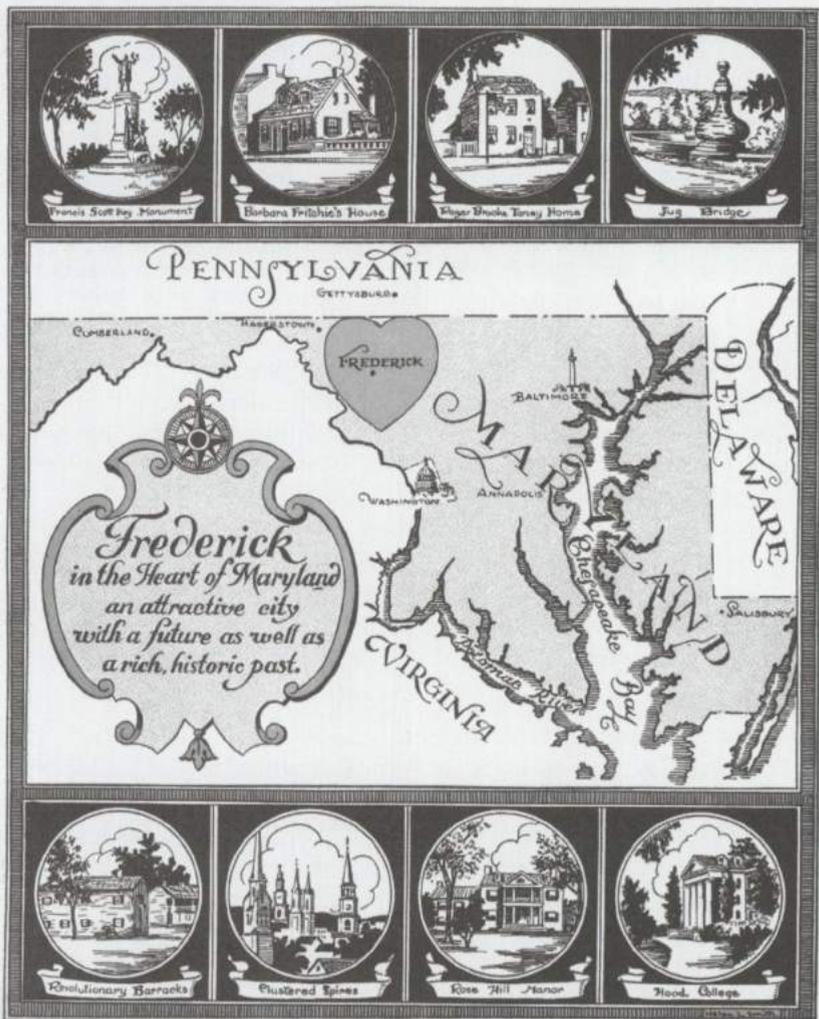 Francis Scott Key Monument
Barbara Fritchie's House
Roger Brooke Taney Home
Jug Bridge
PENNSYLVANIA
GETTYSBURG
CUMBERLAND
HAGERSTOWN
FREDERICK
BALTIMORE
DELAWARE
MARYLAND
WASHINGTON
ANNAPOLIS
Chesapeake Bay
SALISBURY
Potomac River
VIRGINIA
Frederick
in the Heart of Maryland
an attractive city
with a future as well as
a rich, historic past.
Revolutionary Barracks
Clustered Spires
Rose Hill Manor
Hood College